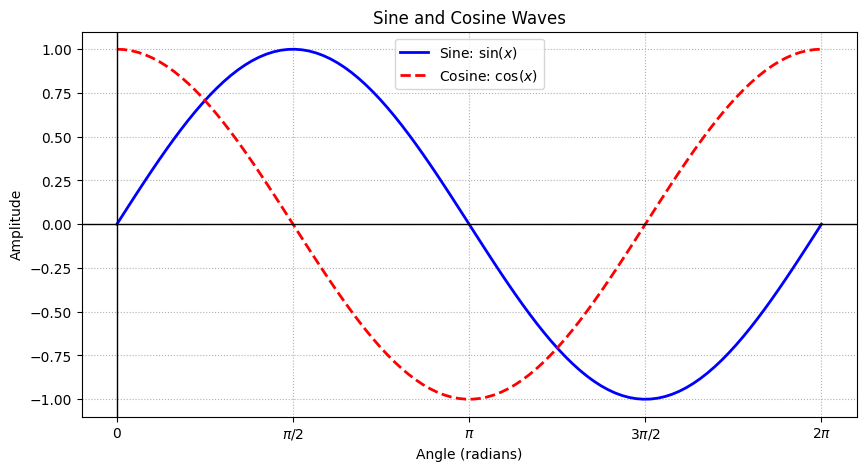 Sine and Cosine Waves
Sine: sin(x)
Cosine: cos(x)
Amplitude
1.00
0.75
0.50
0.25
0.00
−0.25
−0.50
−0.75
−1.00
0
π/2
π
3π/2
2π
Angle (radians)